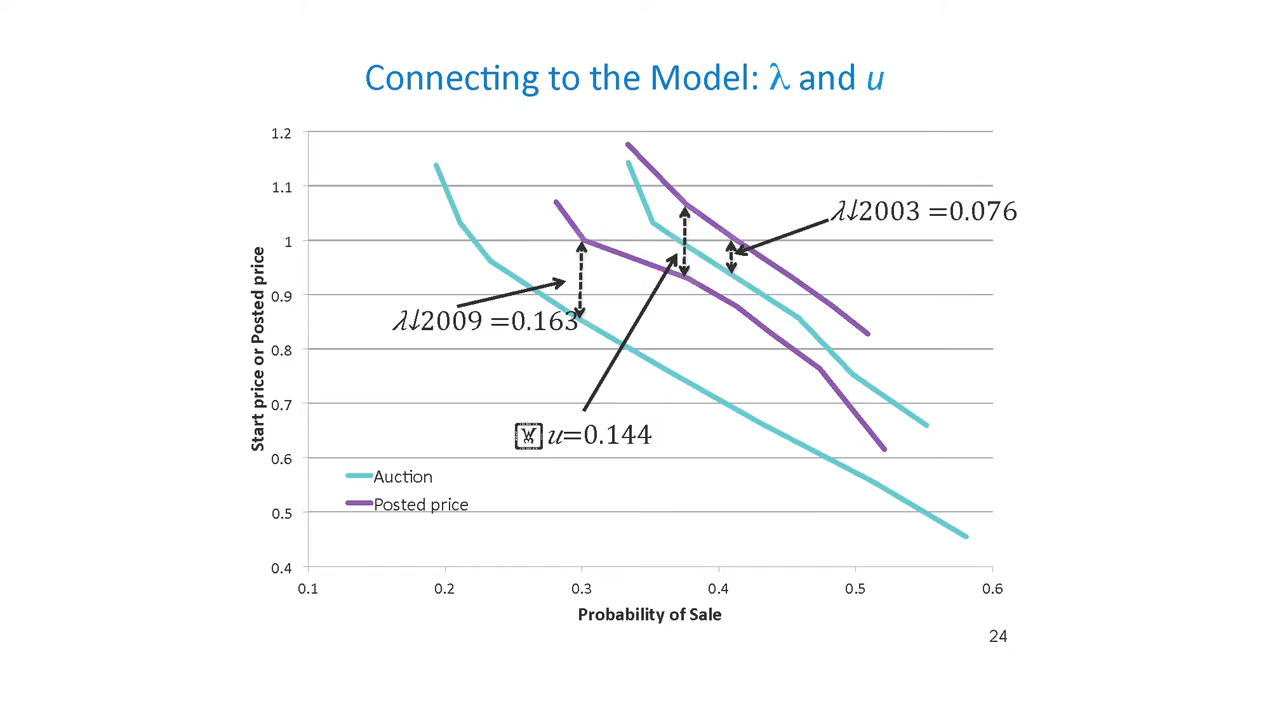 Connecting to the Model: λ and u
1.2
1.1
1
0.9
0.8
0.7
0.6
0.5
0.4
Start price or Posted price
λ↓2003 =0.076
λ↓2009 =0.163
u=0.144
Auction
Posted price
0.1 0.2 0.3 0.4 0.5 0.6
Probability of Sale
24